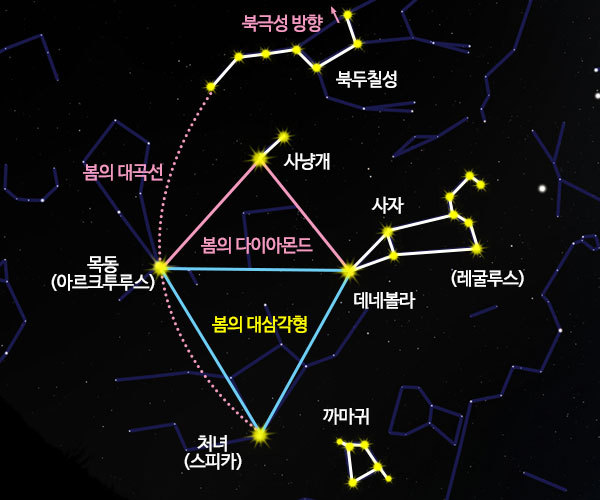 북극성 방향
북두칠성
사냥개
봄의 대곡선
사자
봄의 다이아몬드
목동
(아르크투루스)
(레굴루스)
데네볼라
봄의 대삼각형
까마귀
처녀
(스피카)